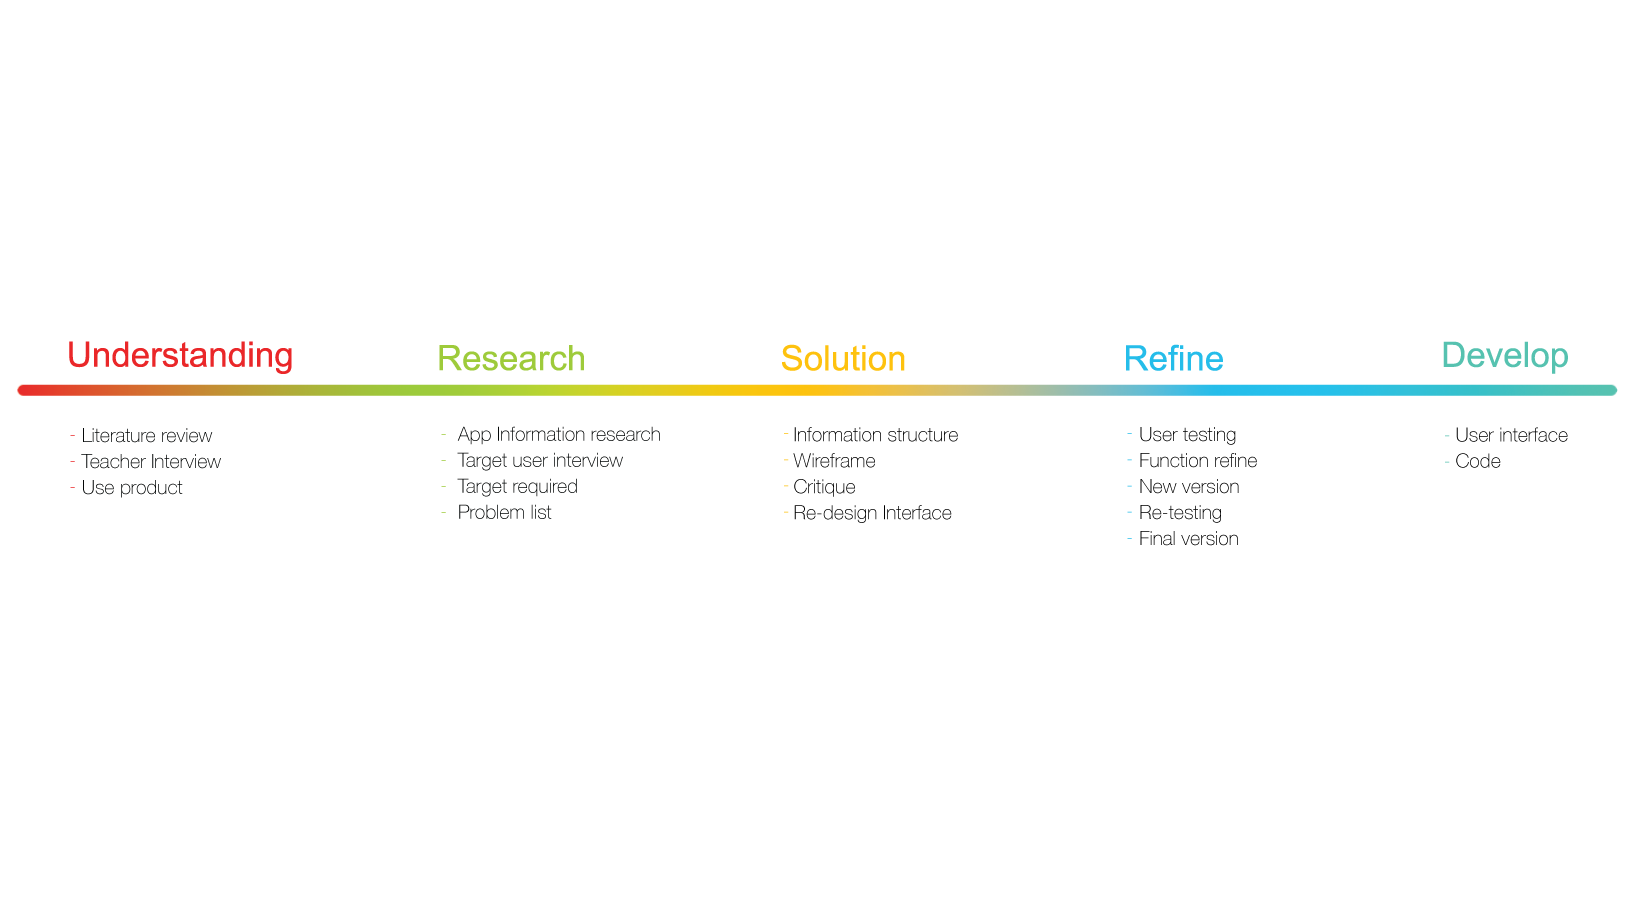 Understanding
- Literature review
- Teacher Interview
- Use product
Research
- App Information research
- Target user interview
- Target required
- Problem list
Solution
- Information structure
- Wireframe
- Critique
- Re-design Interface
Refine
- User testing
- Function refine
- New version
- Re-testing
- Final version
Develop
- User interface
- Code